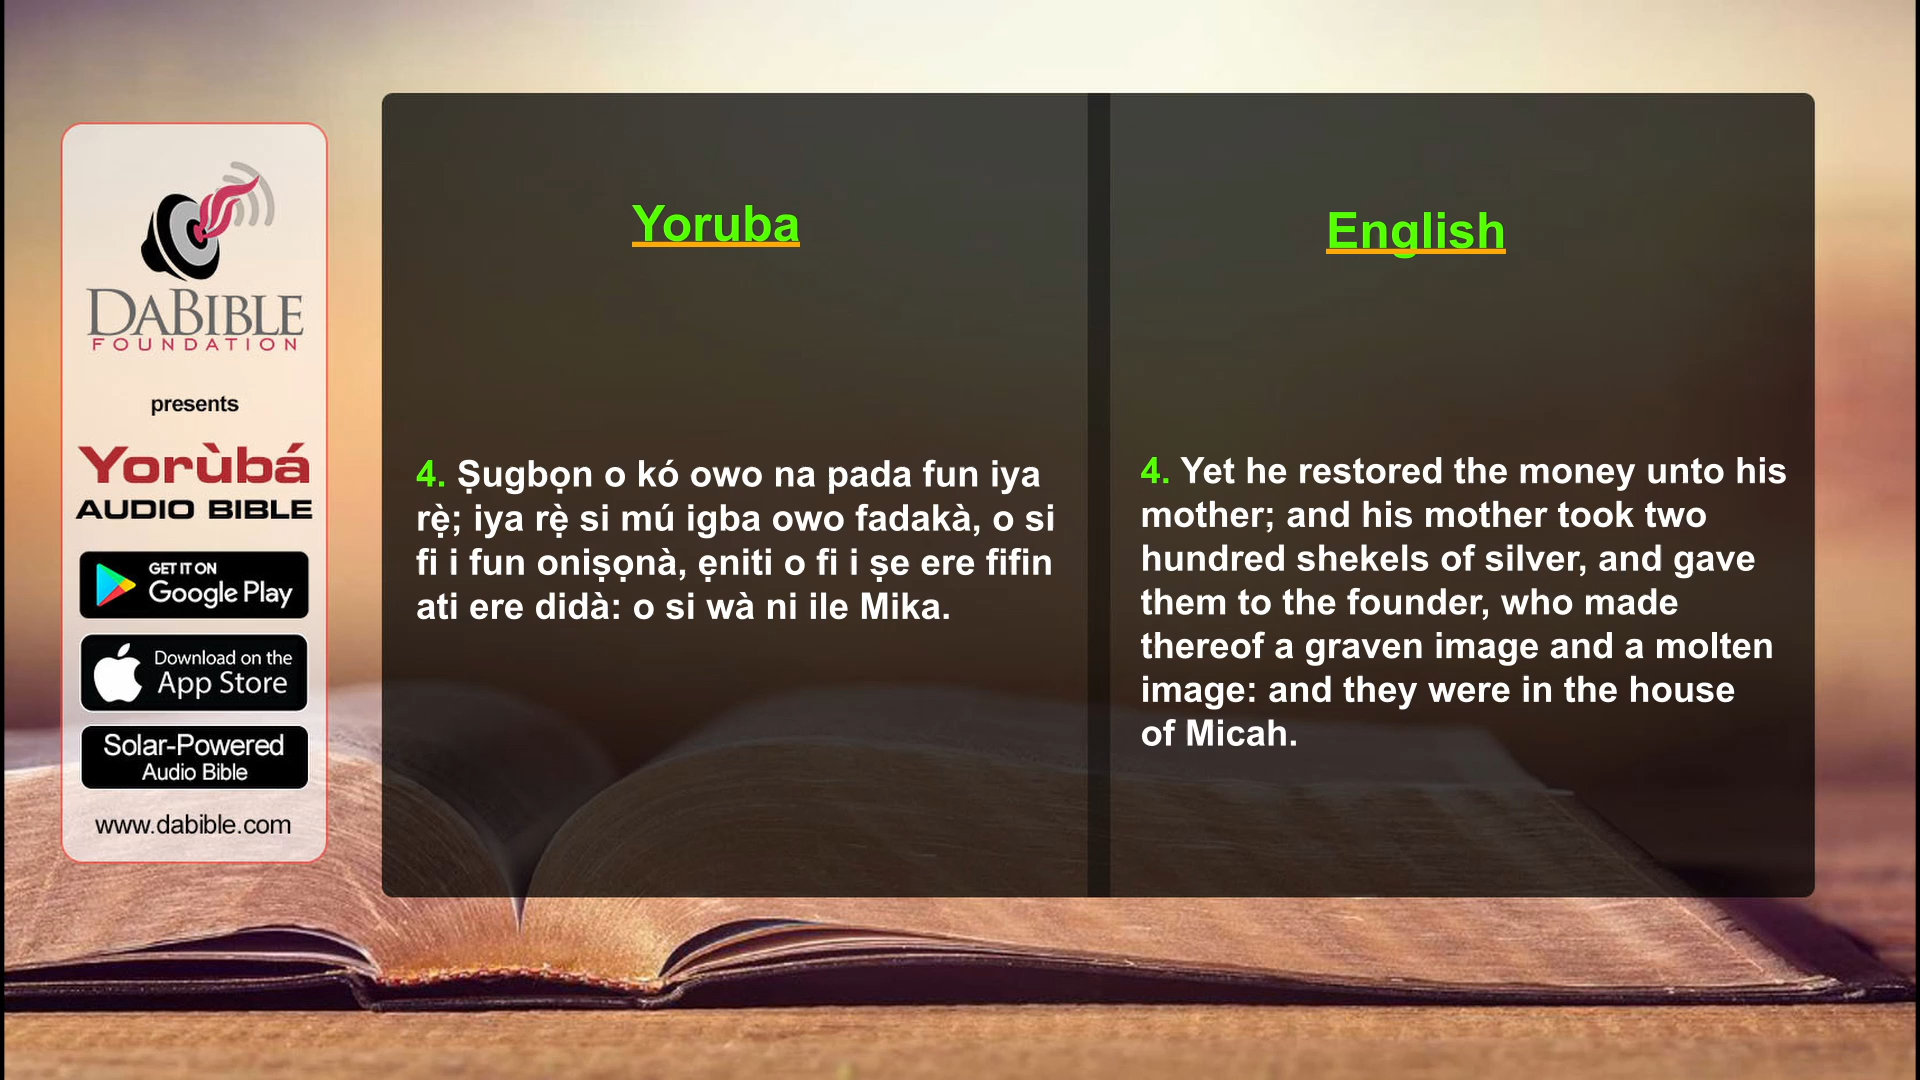 DABIBLE
FOUNDATION
presents
Yorùbá
AUDIO BIBLE
GET IT ON
Google Play
Download on the
App Store
Solar-Powered
Audio Bible
www.dabible.com
Yoruba
4. Ṣugbọn o kó owo na pada fun iya
rẹ̀; iya rẹ̀ si mú igba owo fadakà, o si
fi i fun oniṣọnà, ẹniti o fi i ṣe ere fifin
ati ere didà: o si wà ni ile Mika.
English
4. Yet he restored the money unto his
mother; and his mother took two
hundred shekels of silver, and gave
them to the founder, who made
thereof a graven image and a molten
image: and they were in the house
of Micah.